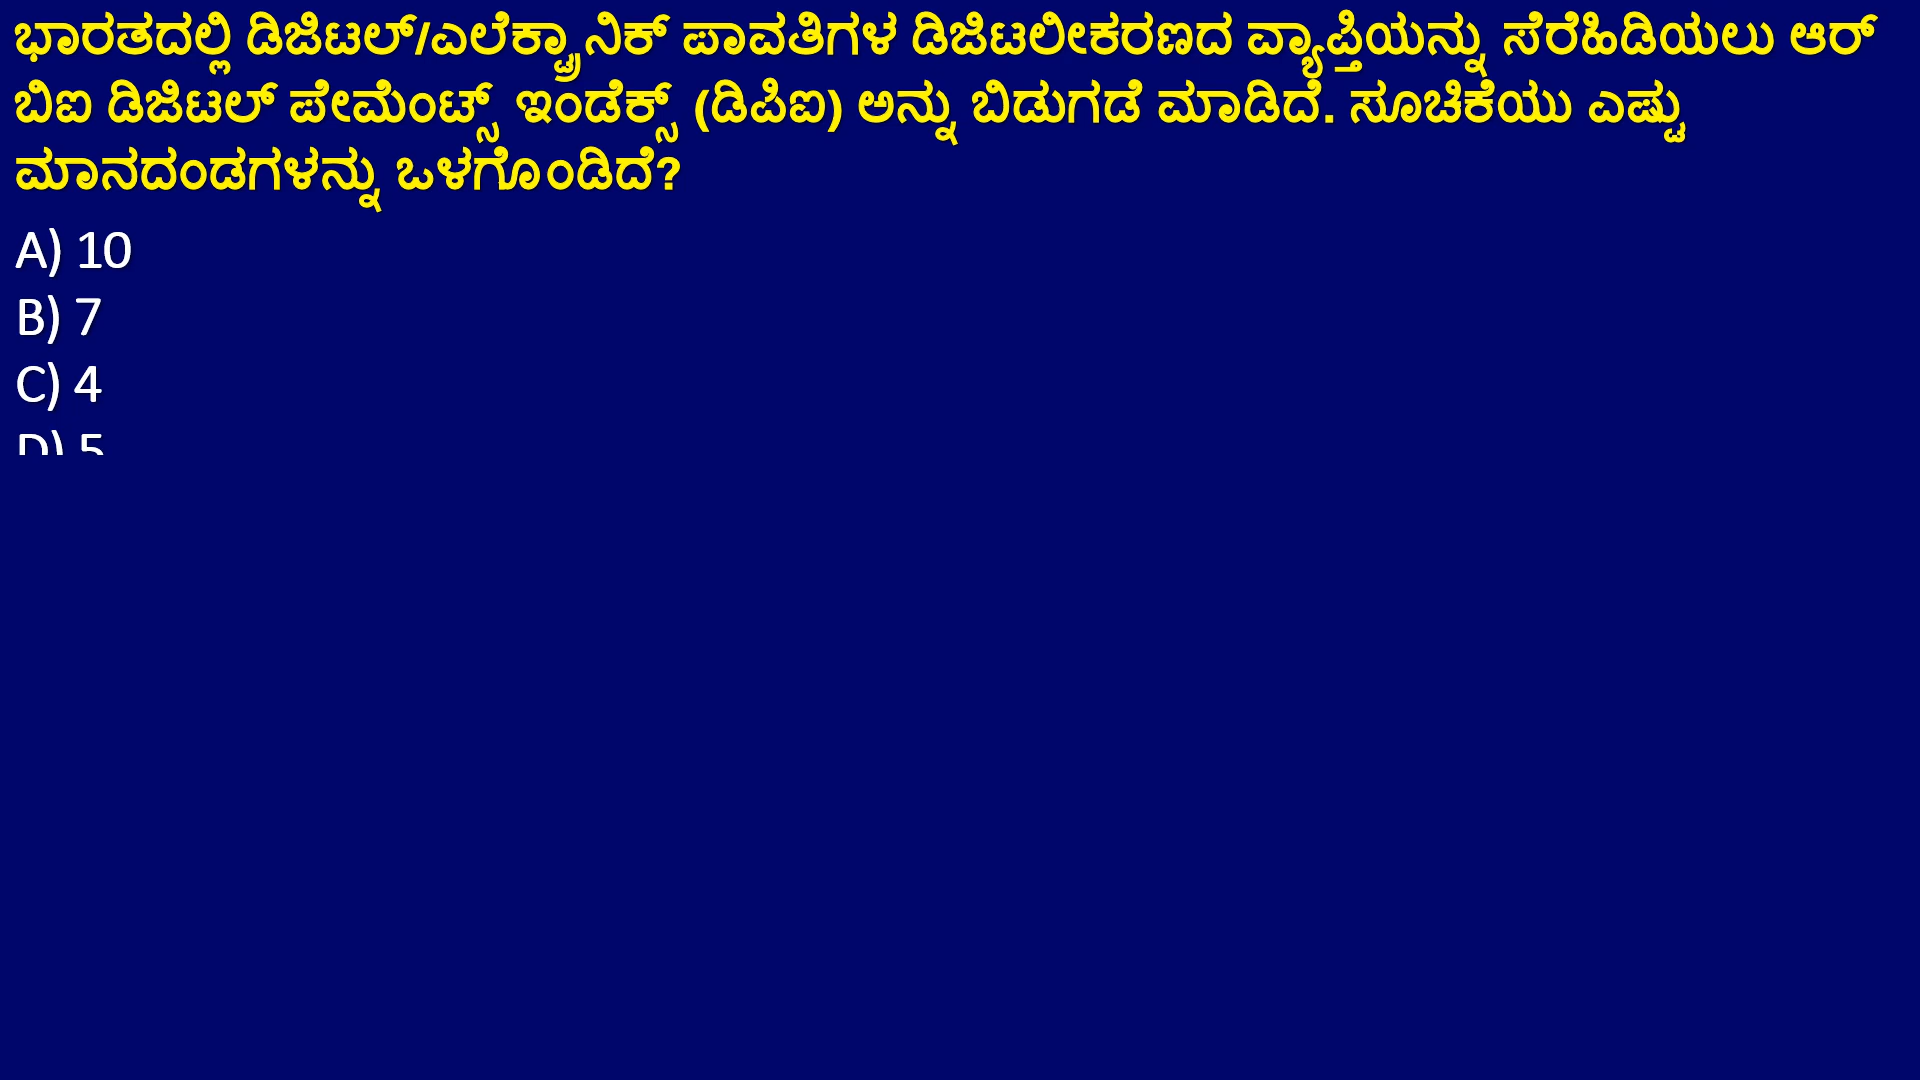 ಭಾರತದಲ್ಲಿ ಡಿಜಿಟಲ್/ಎಲೆಕ್ಟ್ರಾನಿಕ್ ಪಾವತಿಗಳ ಡಿಜಿಟಲೀಕರಣದ ವ್ಯಾಪ್ತಿಯನ್ನು ಸೆರೆಹಿಡಿಯಲು ಆರ್
ಬಿಐ ಡಿಜಿಟಲ್ ಪೇಮೆಂಟ್ಸ್ ಇಂಡೆಕ್ಸ್ (ಡಿಪಿಐ) ಅನ್ನು ಬಿಡುಗಡೆ ಮಾಡಿದೆ. ಸೂಚಿಕೆಯು ಎಷ್ಟು
ಮಾನದಂಡಗಳನ್ನು ಒಳಗೊಂಡಿದೆ?
A) 10
B) 7
C) 4
D) 5